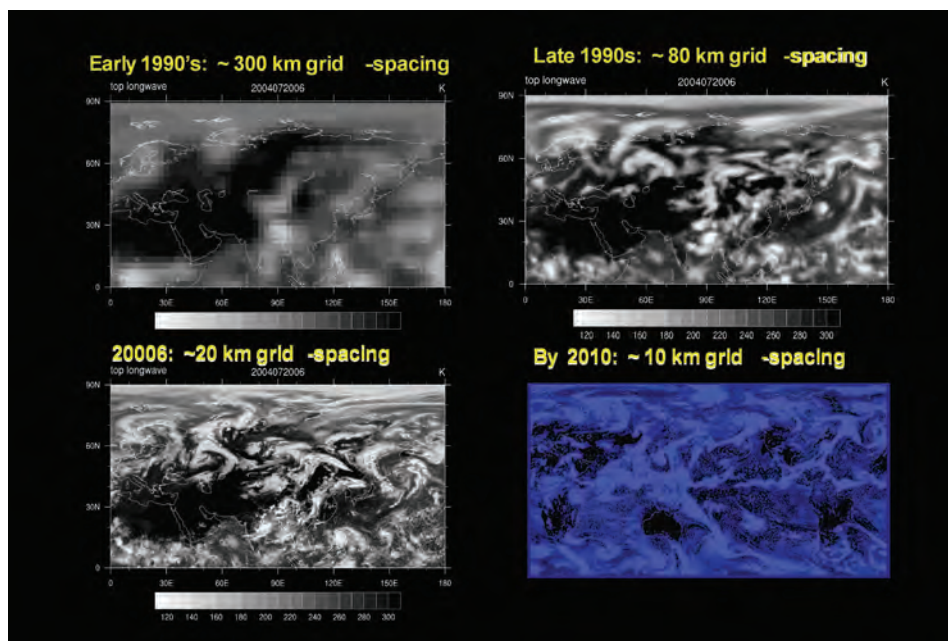 Early 1990's: ~ 300 km grid -spacing
top longwave 2004072006 K
90N
60N
30N
0
0 30E 60E 90E 120E 150E 180
Late 1990s: ~ 80 km grid -spacing
top longwave 2004072006 K
90N
60N
30N
0
0 30E 60E 90E 120E 150E 180
120 140 160 180 200 220 240 260 280 300
20006: ~20 km grid -spacing
top longwave 2004072006 K
90N
60N
30N
0
0 30E 60E 90E 120E 150E 180
120 140 160 180 200 220 240 260 280 300
By 2010: ~ 10 km grid -spacing